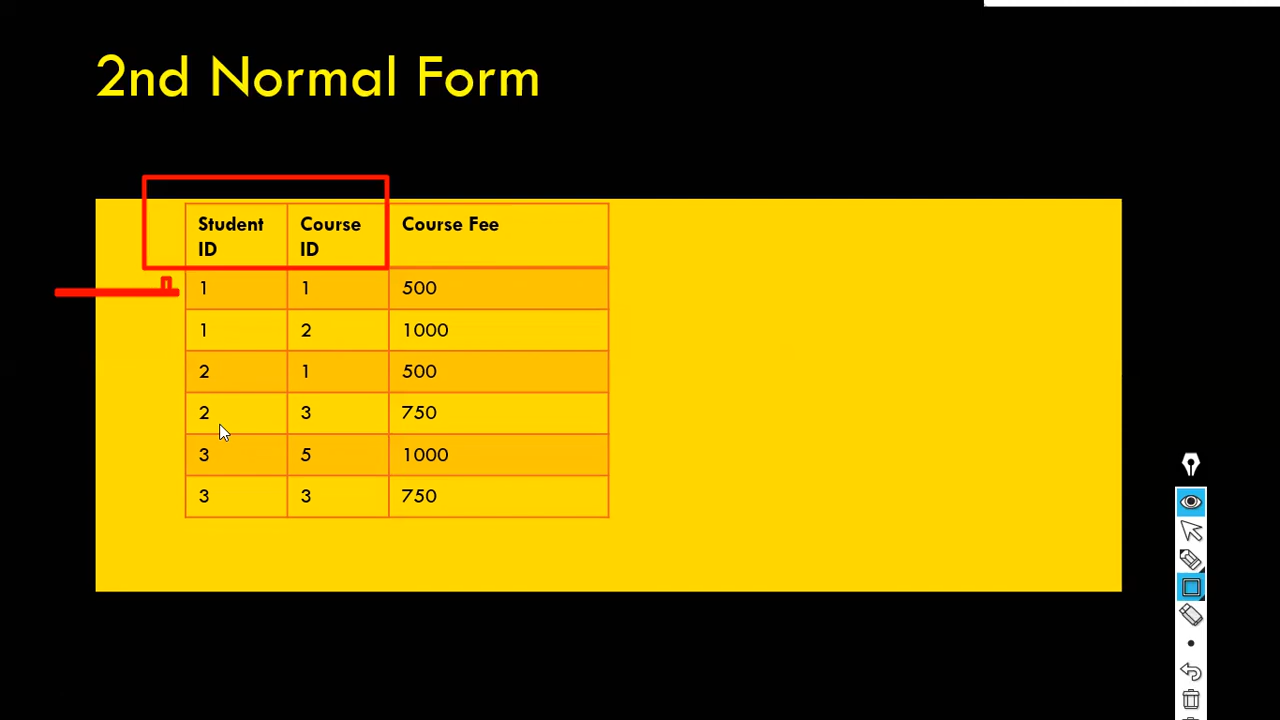 2nd Normal Form
Student ID Course ID Course Fee
1 1 500
1 2 1000
2 1 500
2 3 750
3 5 1000
3 3 750